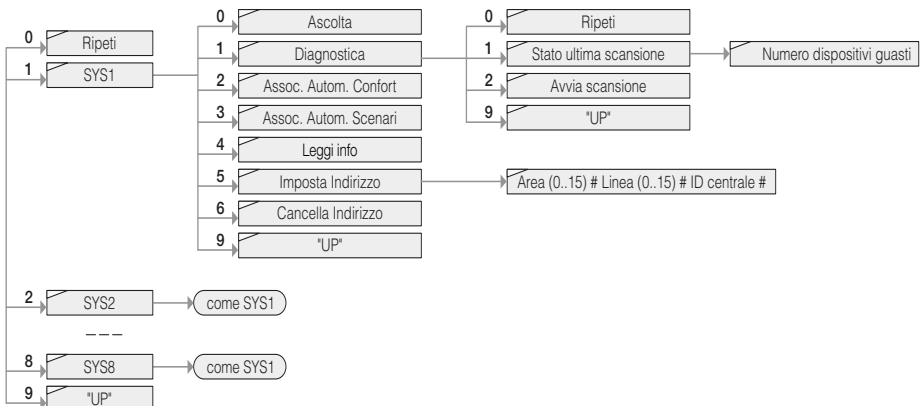 0 Ripeti
1 SYS1
0 Ascolta
1 Diagnostica
2 Assoc. Autom. Confort
3 Assoc. Autom. Scenari
4 Leggi info
5 Imposta Indirizzo
6 Cancella Indirizzo
9 "UP"
0 Ripeti
1 Stato ultima scansione
Numero dispositivi guasti
2 Avvia scansione
9 "UP"
Area (0..15) # Linea (0..15) # ID centrale #
2 SYS2
come SYS1
---
8 SYS8
come SYS1
9 "UP"